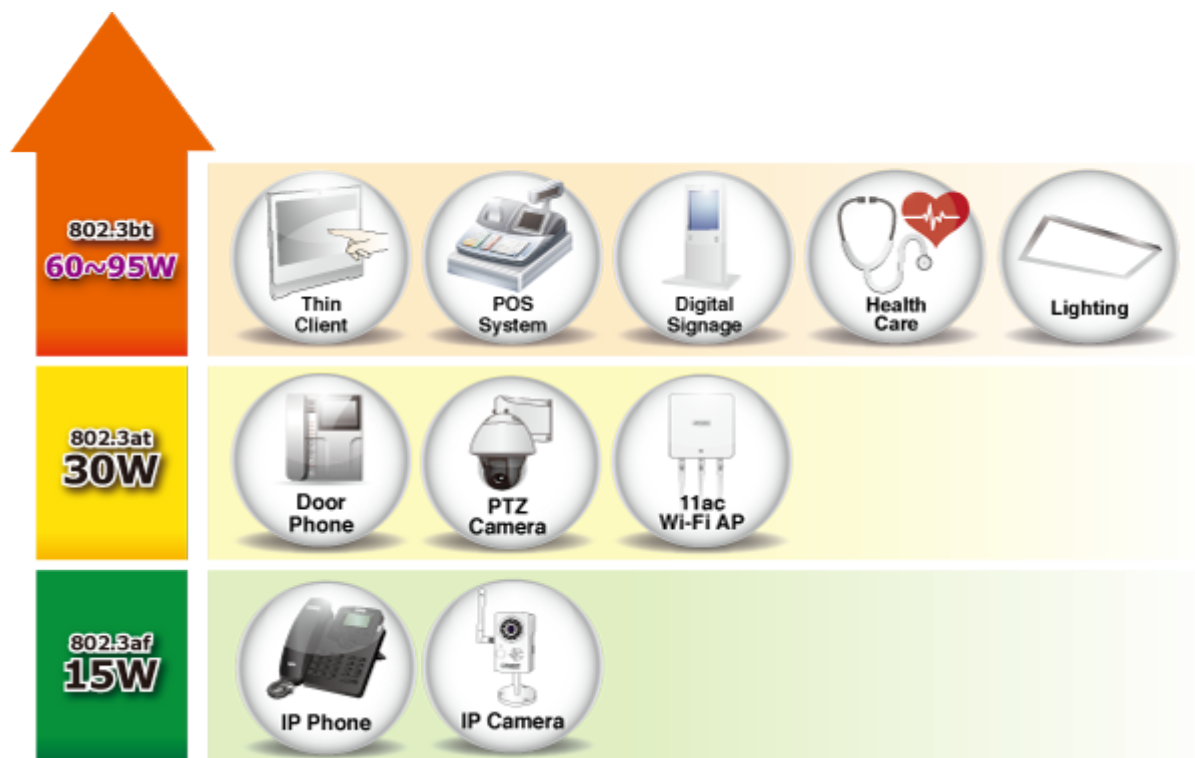 802.3bt
60~95W
Thin
Client
POS
System
Digital
Signage
Health
Care
Lighting
802.3at
30W
Door
Phone
PTZ
Camera
11ac
Wi-Fi AP
802.3af
15W
IP Phone
IP Camera